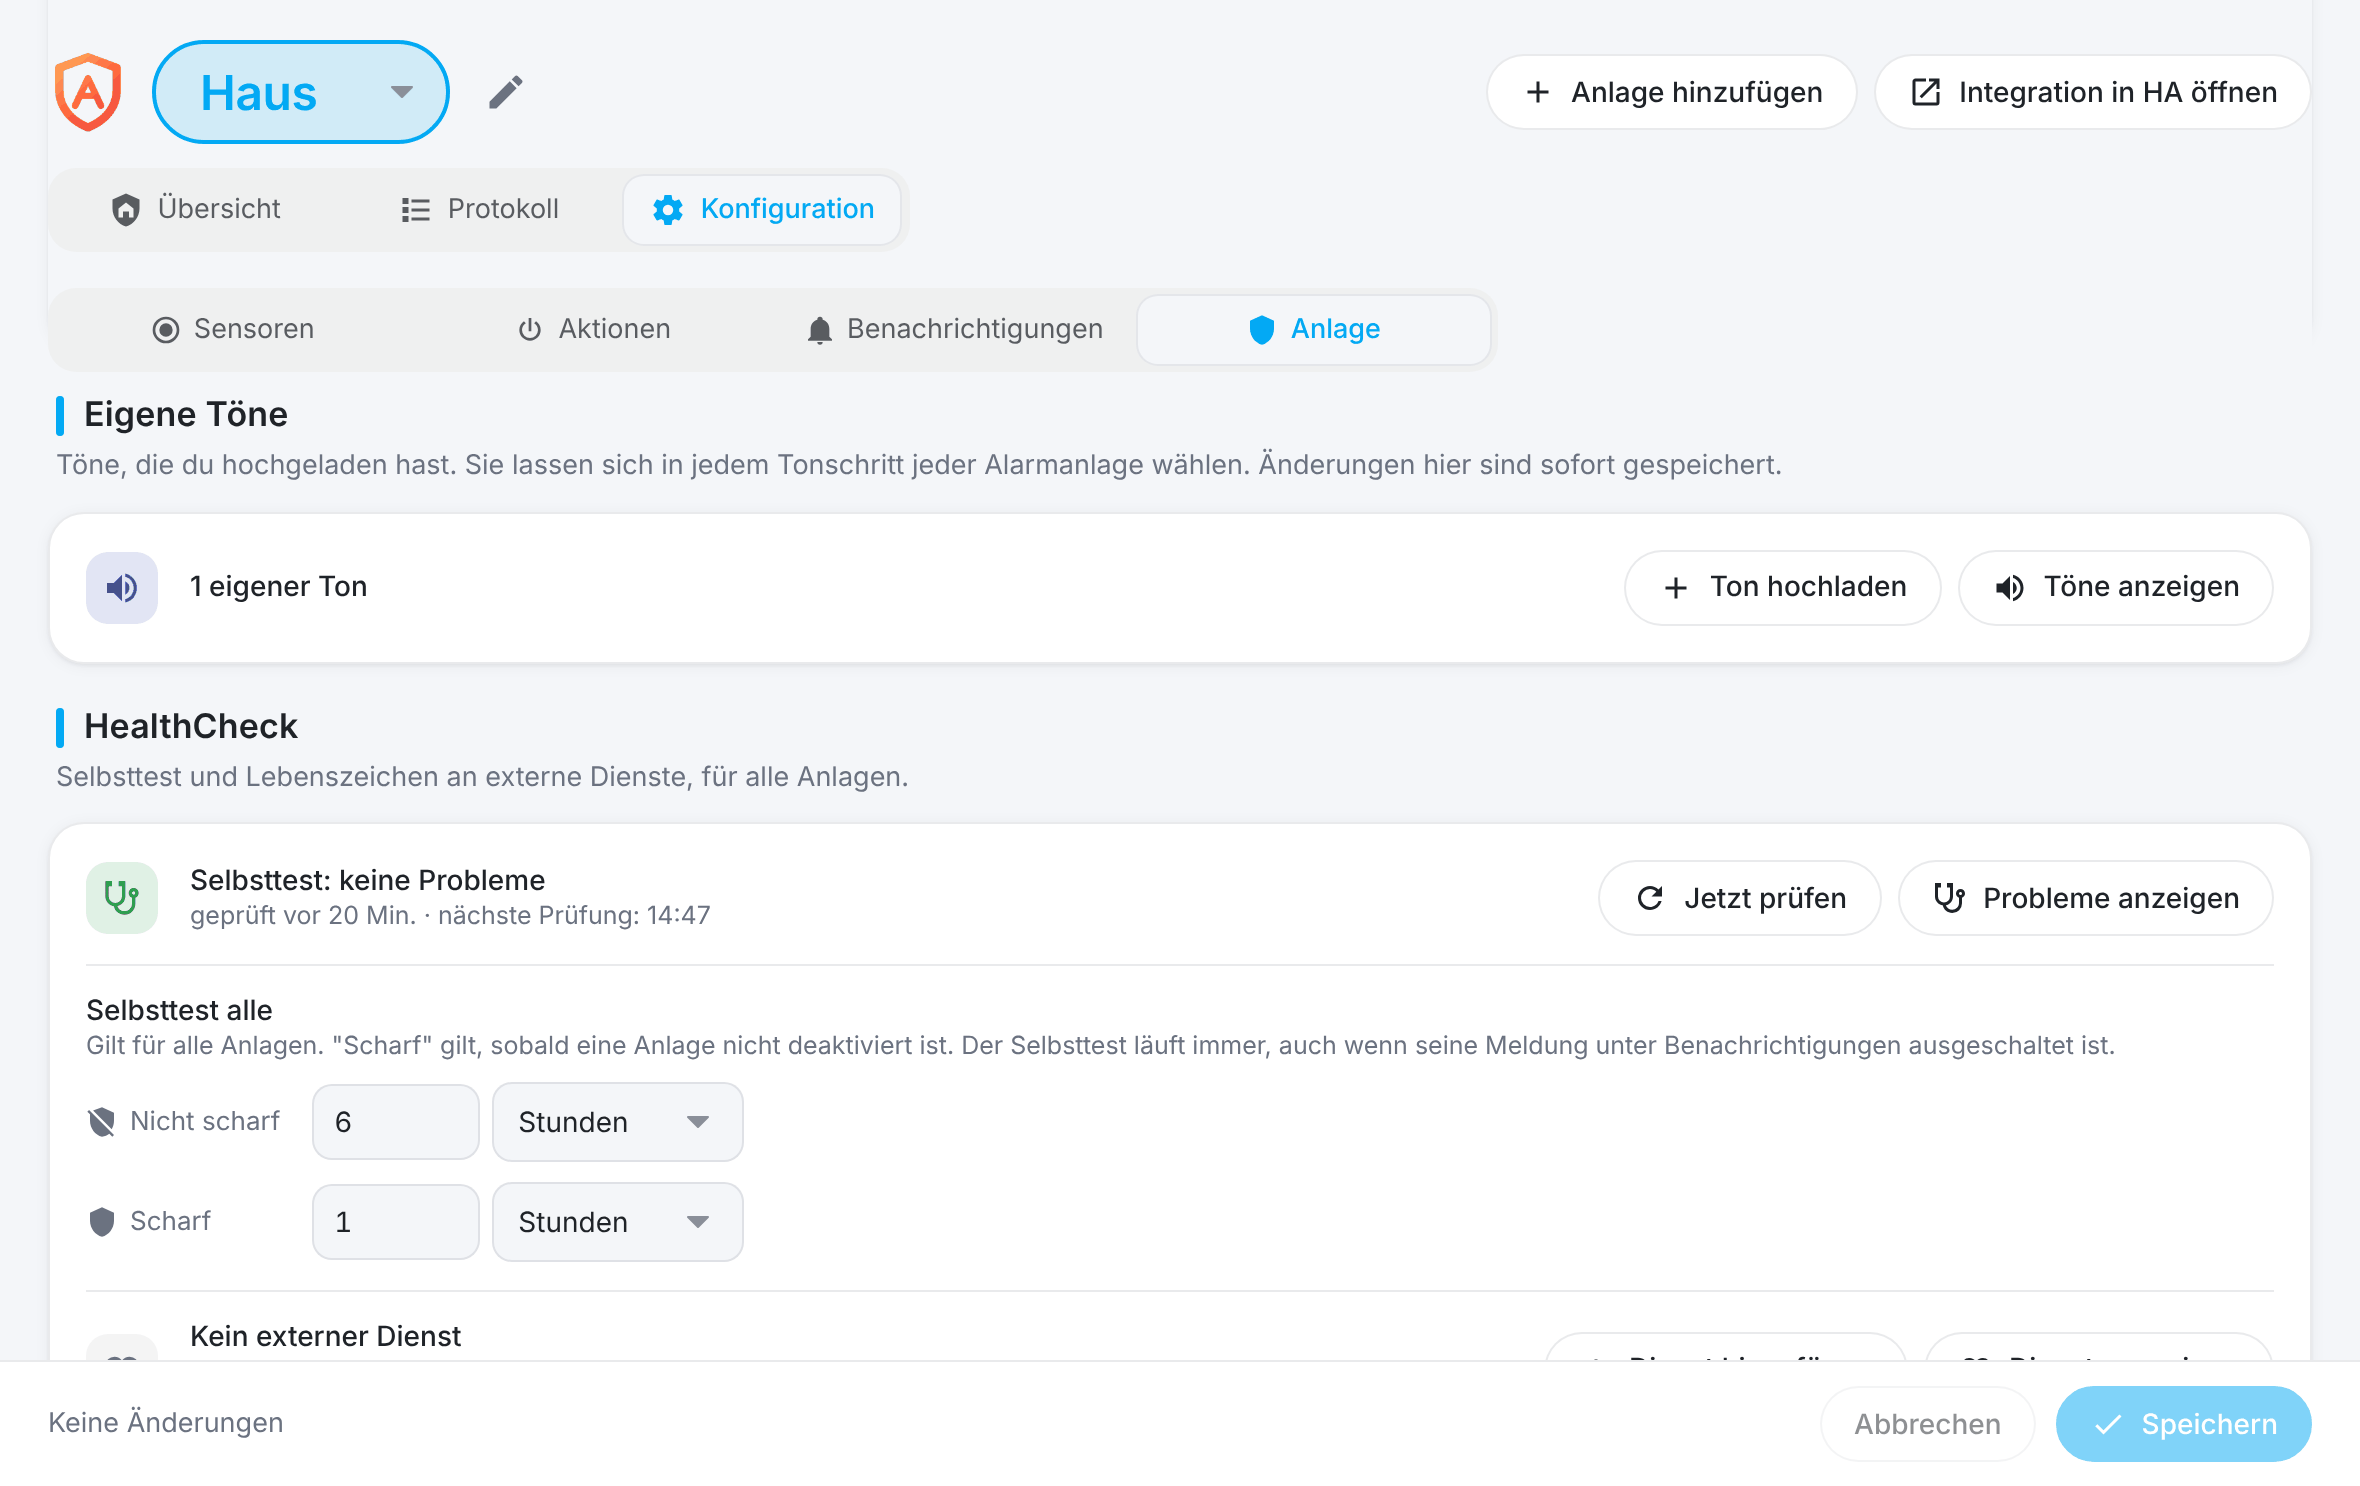 Haus
Anlage hinzufügen
Integration in HA öffnen
Übersicht
Protokoll
Konfiguration
Sensoren
Aktionen
Benachrichtigungen
Anlage
Eigene Töne
Töne, die du hochgeladen hast. Sie lassen sich in jedem Tonschritt jeder Alarmanlage wählen. Änderungen hier sind sofort gespeichert.
1 eigener Ton
Ton hochladen
Töne anzeigen
HealthCheck
Selbsttest und Lebenszeichen an externe Dienste, für alle Anlagen.
Selbsttest: keine Probleme
geprüft vor 20 Min. · nächste Prüfung: 14:47
Jetzt prüfen
Probleme anzeigen
Selbsttest alle
Gilt für alle Anlagen. "Scharf" gilt, sobald eine Anlage nicht deaktiviert ist. Der Selbsttest läuft immer, auch wenn seine Meldung unter Benachrichtigungen ausgeschaltet ist.
Nicht scharf
6
Stunden
Scharf
1
Stunden
Kein externer Dienst
Keine Änderungen
Abbrechen
Speichern